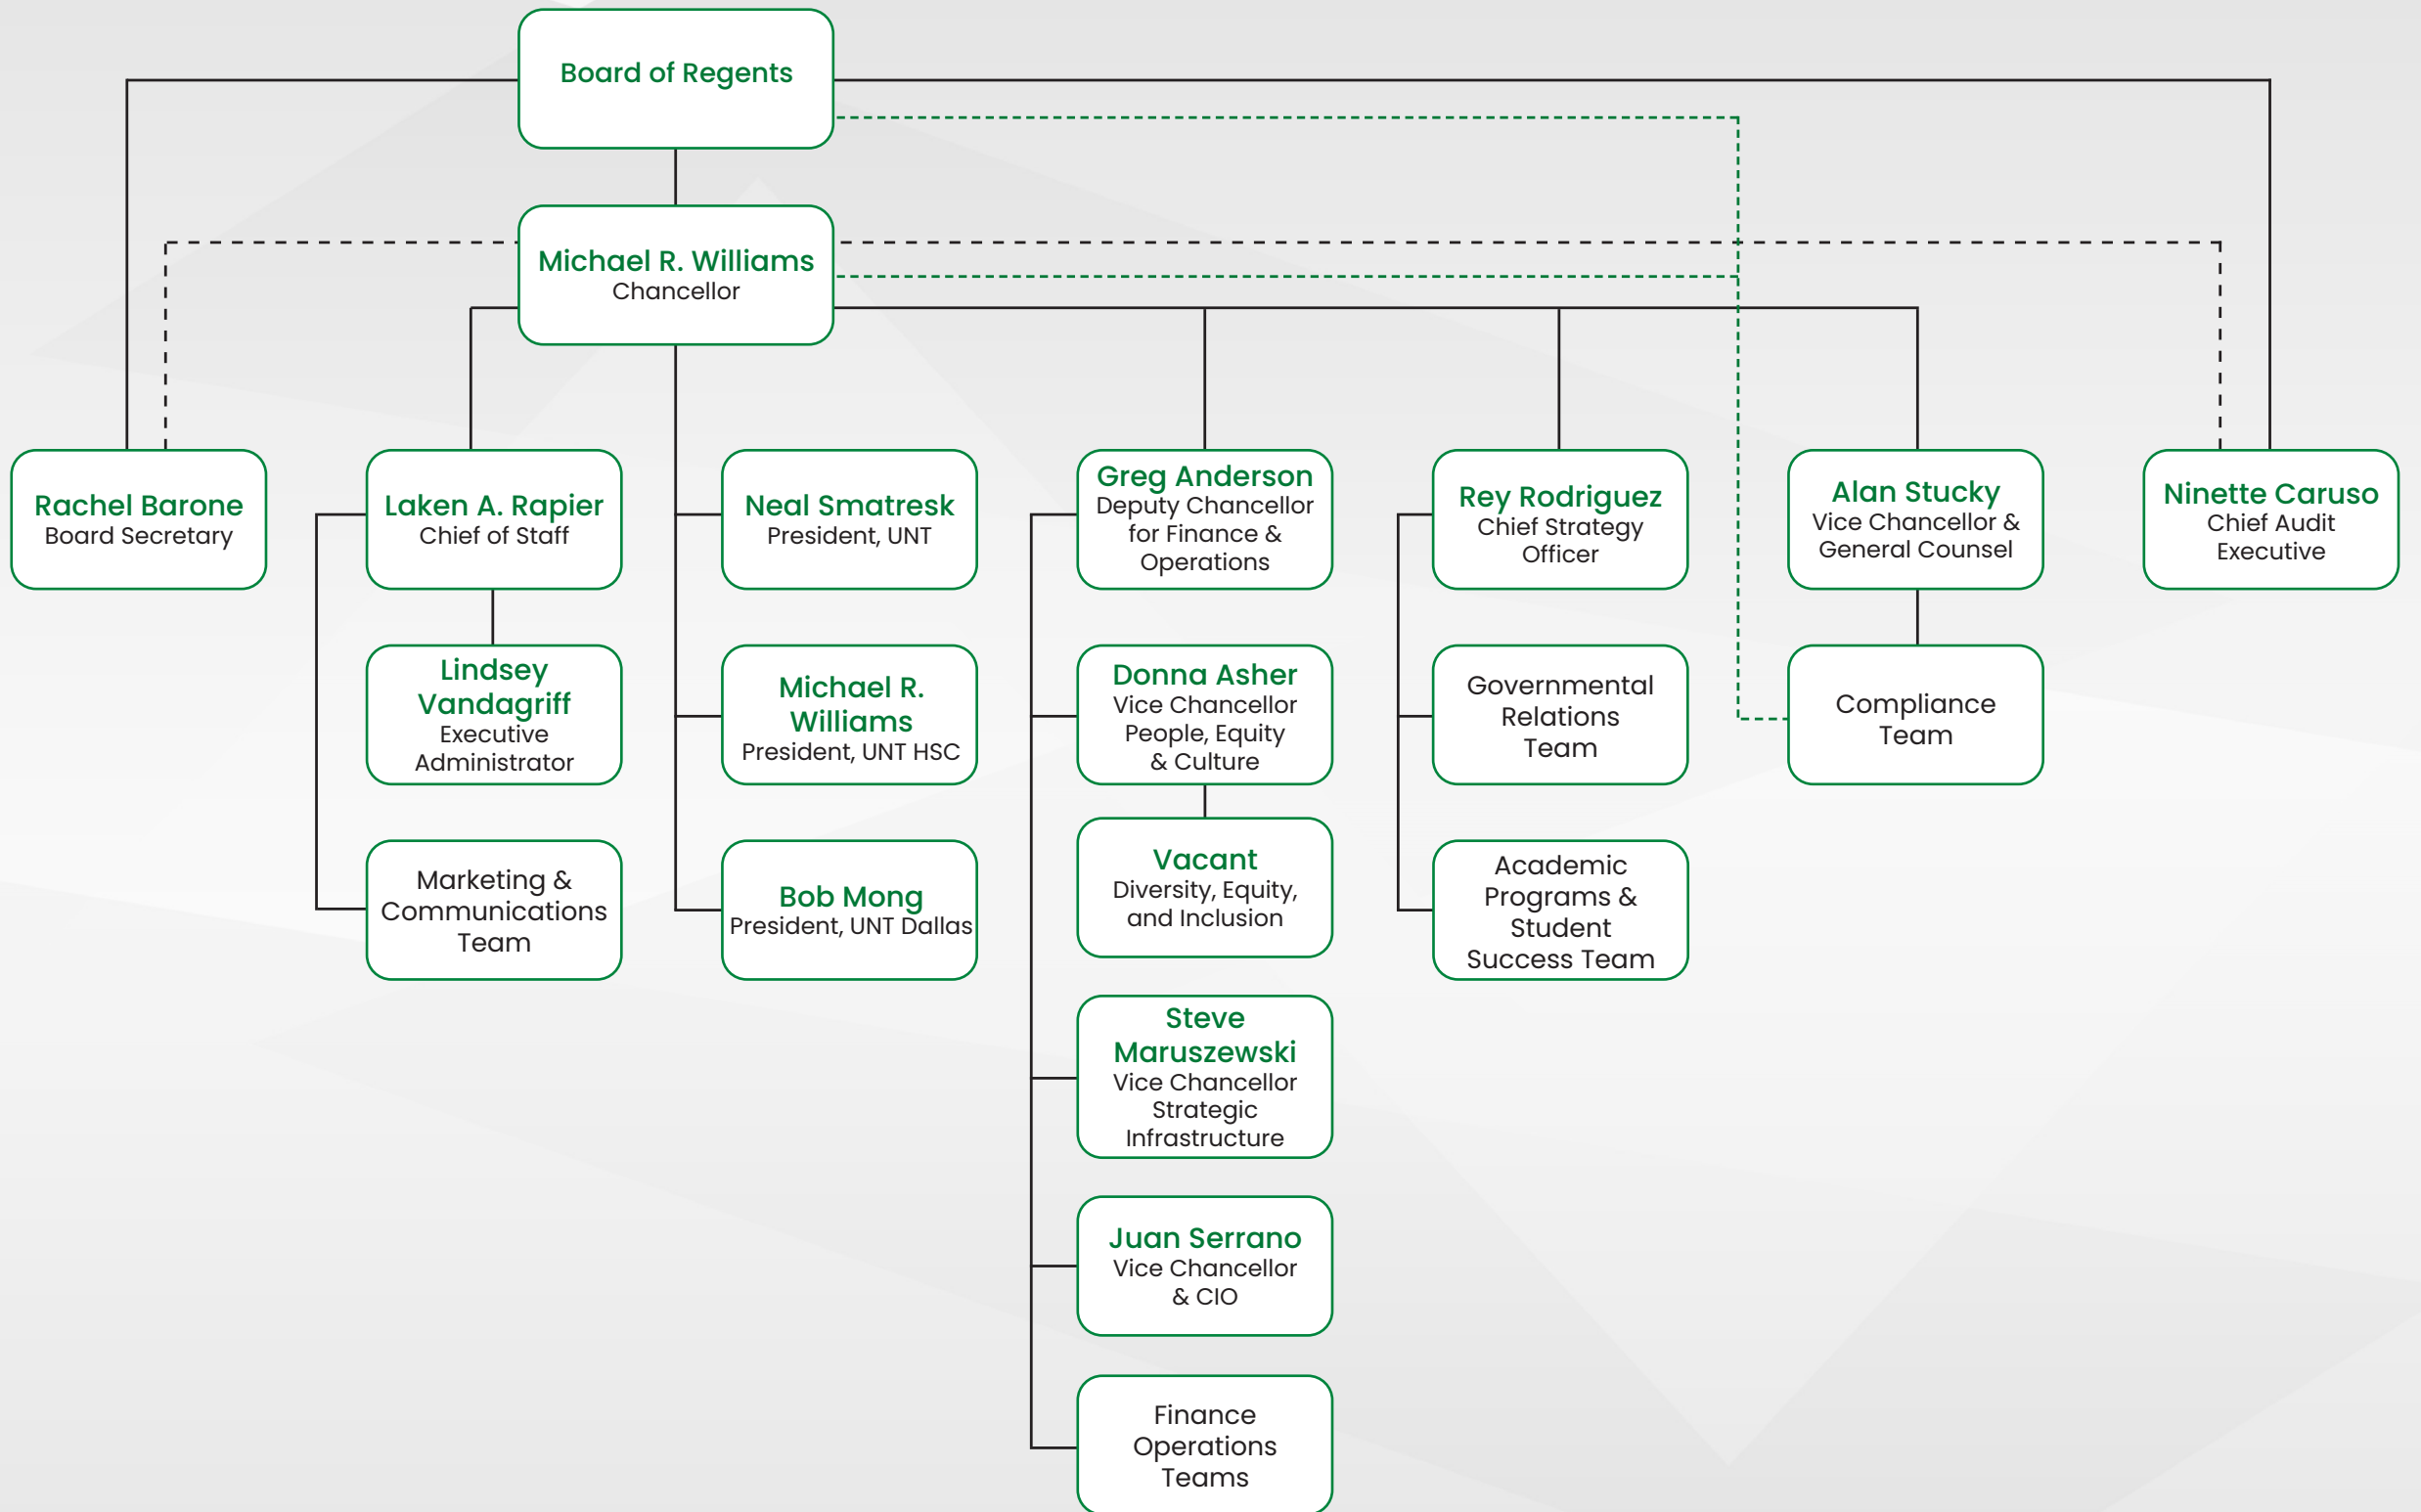 Board of Regents
Michael R. Williams
Chancellor
Rachel Barone
Board Secretary
Laken A. Rapier
Chief of Staff
Neal Smatresk
President, UNT
Greg Anderson
Deputy Chancellor
for Finance &
Operations
Rey Rodriguez
Chief Strategy
Officer
Alan Stucky
Vice Chancellor &
General Counsel
Ninette Caruso
Chief Audit
Executive
Lindsey
Vandagriff
Executive
Administrator
Michael R.
Williams
President, UNT HSC
Donna Asher
Vice Chancellor
People, Equity
& Culture
Governmental
Relations
Team
Compliance
Team
Marketing &
Communications
Team
Bob Mong
President, UNT Dallas
Vacant
Diversity, Equity,
and Inclusion
Academic
Programs &
Student
Success Team
Steve
Maruszewski
Vice Chancellor
Strategic
Infrastructure
Juan Serrano
Vice Chancellor
& CIO
Finance
Operations
Teams